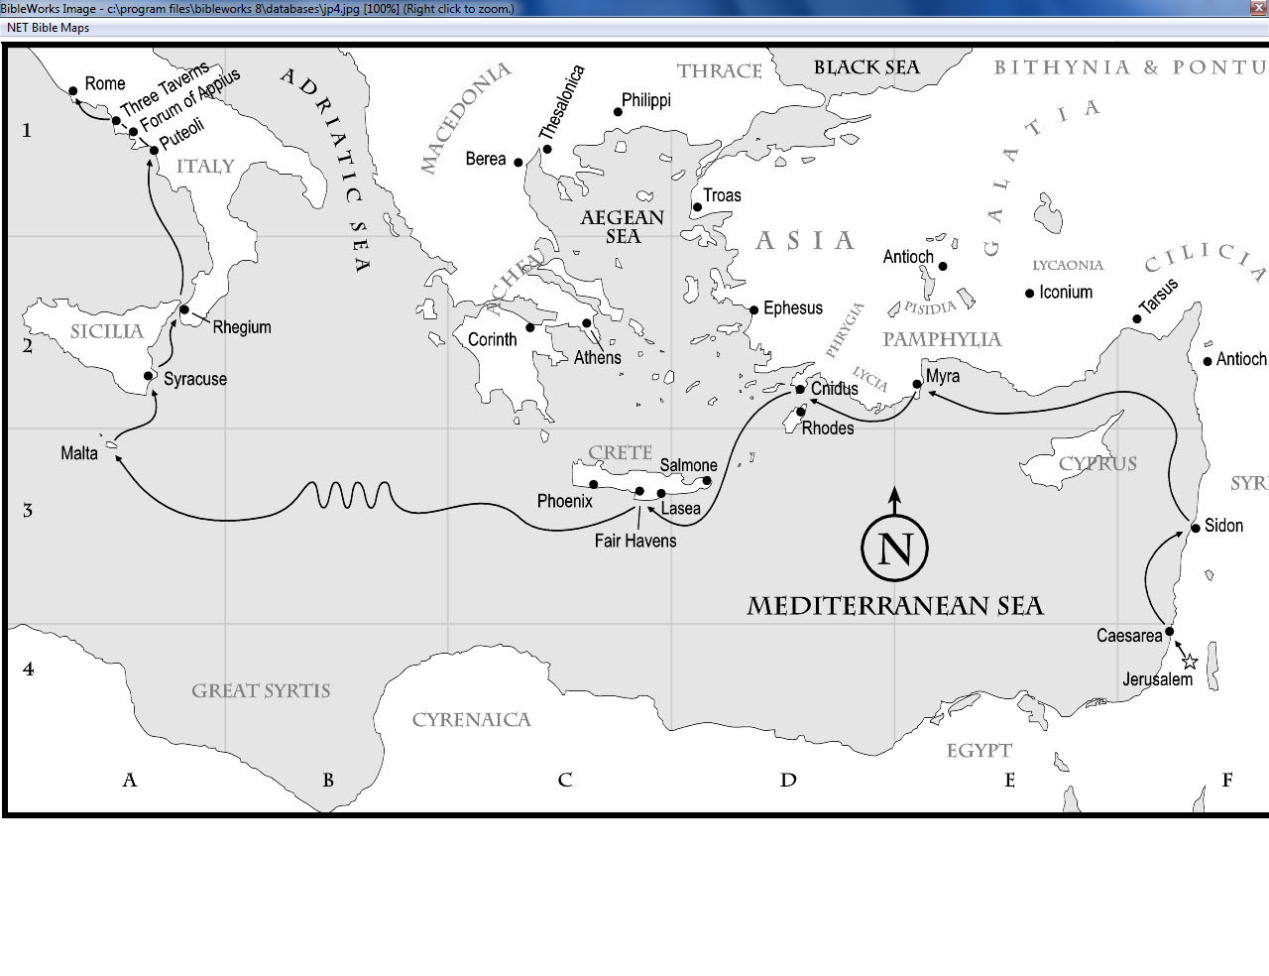 BibleWorks Image - c:\program files\bibleworks 8\databases\jp4.jpg [100%] (Right click to zoom.)
NET Bible Maps
Rome
Three Taverns
Forum of Appius
Puteoli
ITALY
ADRIATIC SEA
MACEDONIA
Thessalonica
Berea
Philippi
THRACE
BLACK SEA
BITHYNIA & PONTU
GALATIA
1
AEGEAN
SEA
Troas
ASIA
Antioch
LYCAONIA
Iconium
CILICIA
Tarsus
ACHEA
SICILIA
Rhegium
Syracuse
2
Corinth
Athens
Ephesus
PHRYGIA
PISIDIA
PAMPHYLIA
LYCIA
Cnidus
Myra
Antioch
Rhodes
Malta
CRETE
Salmone
CYPRUS
SYRI
3
Phoenix
Lasea
Fair Havens
N
Sidon
MEDITERRANEAN SEA
Caesarea
Jerusalem
4
GREAT SYRTIS
CYRENAICA
EGYPT
A
B
C
D
E
F